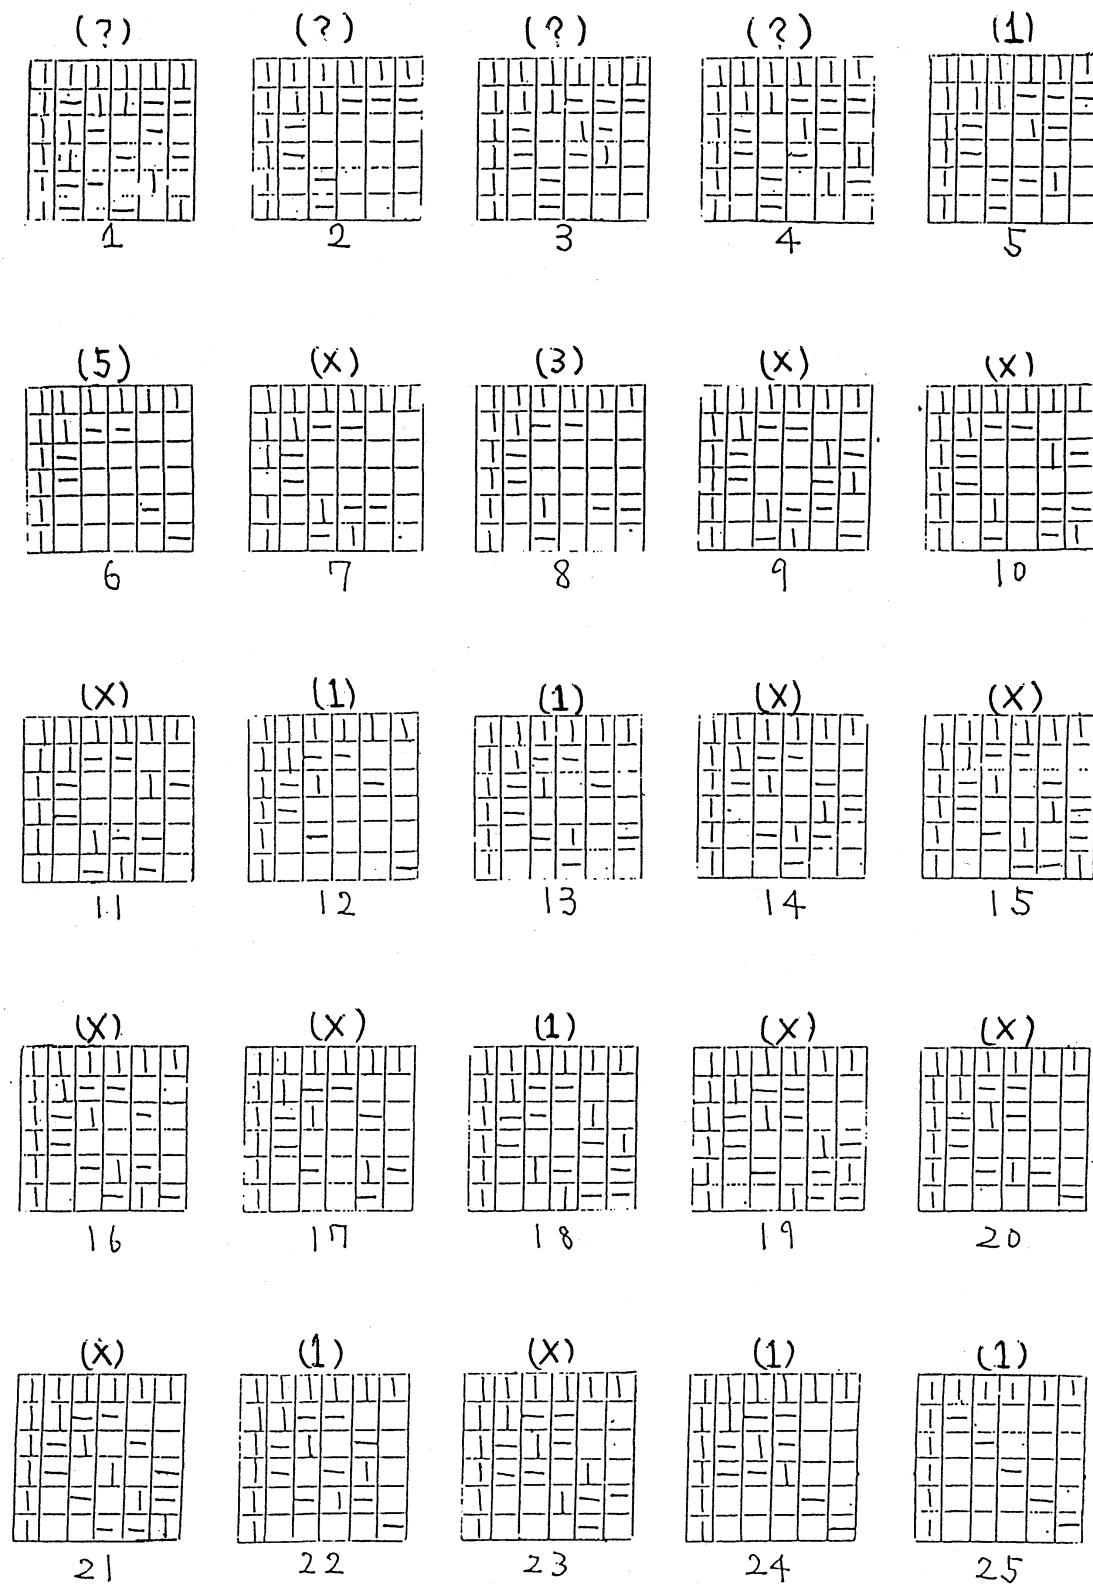 (?) (?) (?) (?) (1)
1 2 3 4 5
(5) (X) (3) (X) (X)
6 7 8 9 10
(X) (1) (1) (X) (X)
11 12 13 14 15
(X) (X) (1) (X) (X)
16 17 18 19 20
(X) (1) (X) (1) (1)
21 22 23 24 25